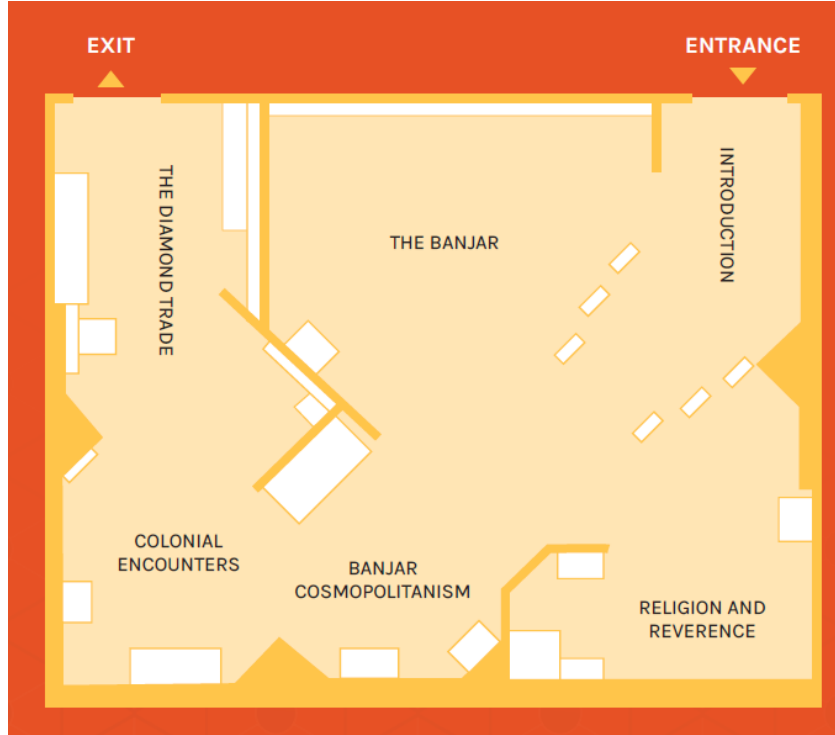 EXIT
ENTRANCE
THE DIAMOND TRADE
THE BANJAR
INTRODUCTION
COLONIAL
ENCOUNTERS
BANJAR
COSMOPOLITANISM
RELIGION AND
REVERENCE